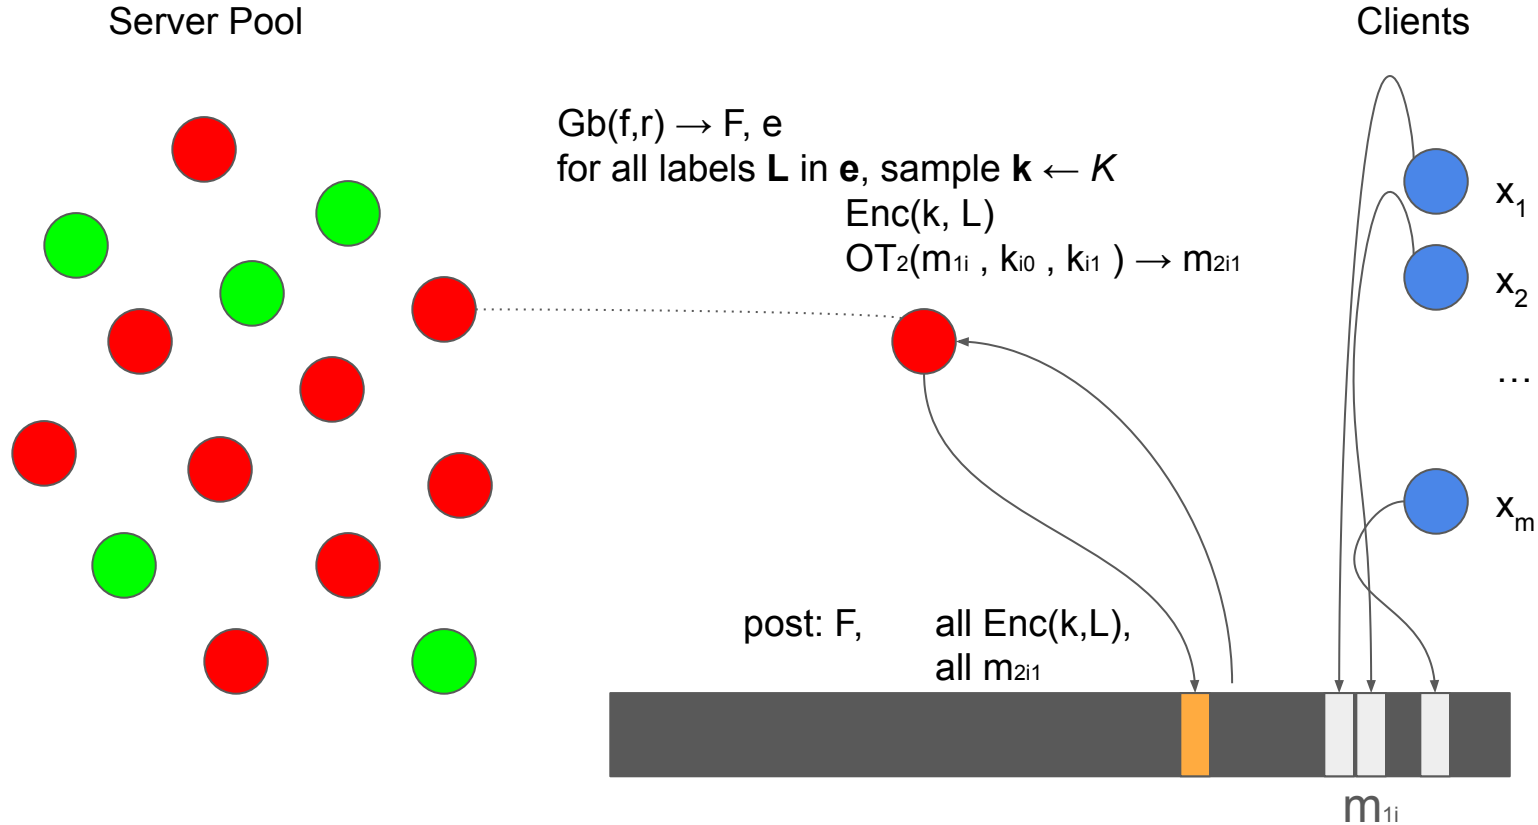 Server Pool
Clients
Gb(f,r) → F, e
for all labels L in e, sample k ← K
Enc(k, L)
OT₂(m₁ᵢ , kᵢ₀ , kᵢ₁ ) → m₂ᵢ₁
x₁
x₂
…
xₘ
post: F, all Enc(k,L),
all m₂ᵢ₁
m₁ᵢ